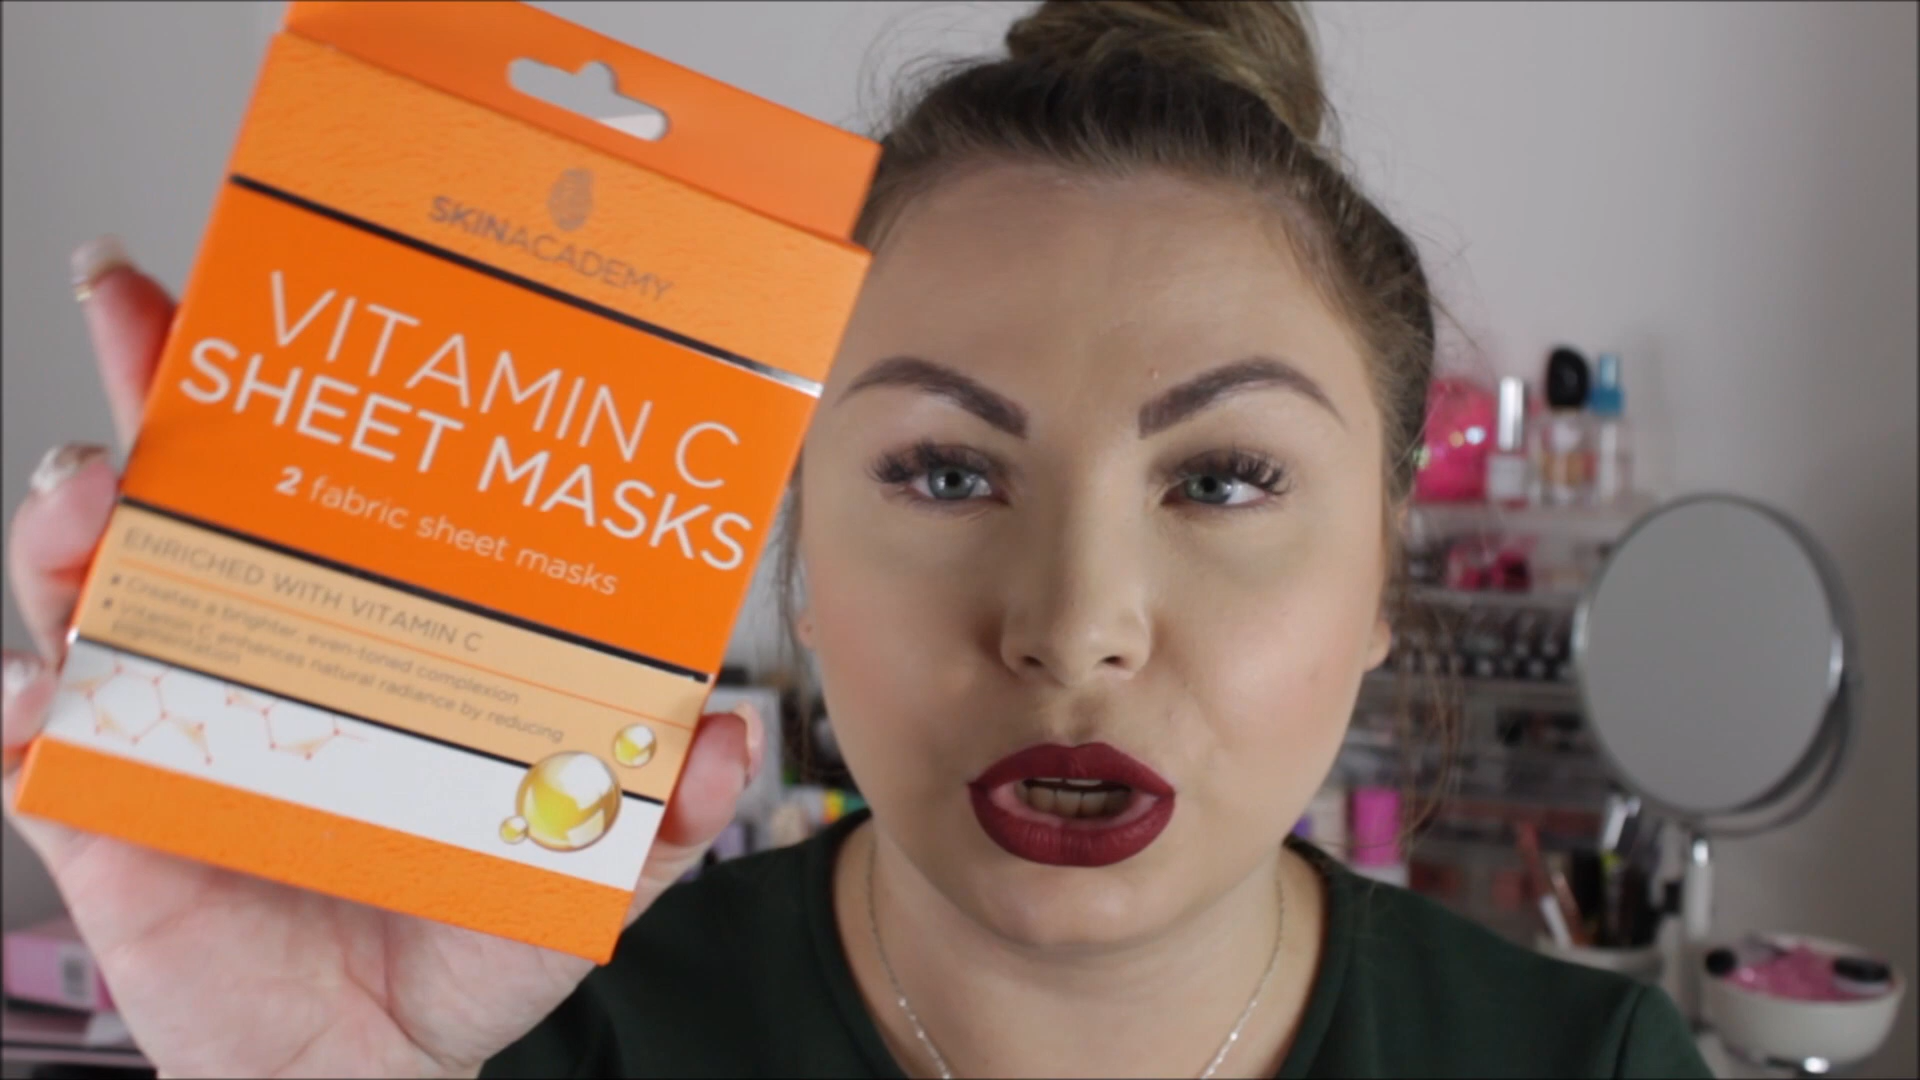 SKINACADEMY
VITAMIN C
SHEET MASKS
2 fabric sheet masks
ENRICHED WITH VITAMIN C
Creates a brighter, even-toned complexion
Vitamin C enhances natural radiance by reducing
pigmentation